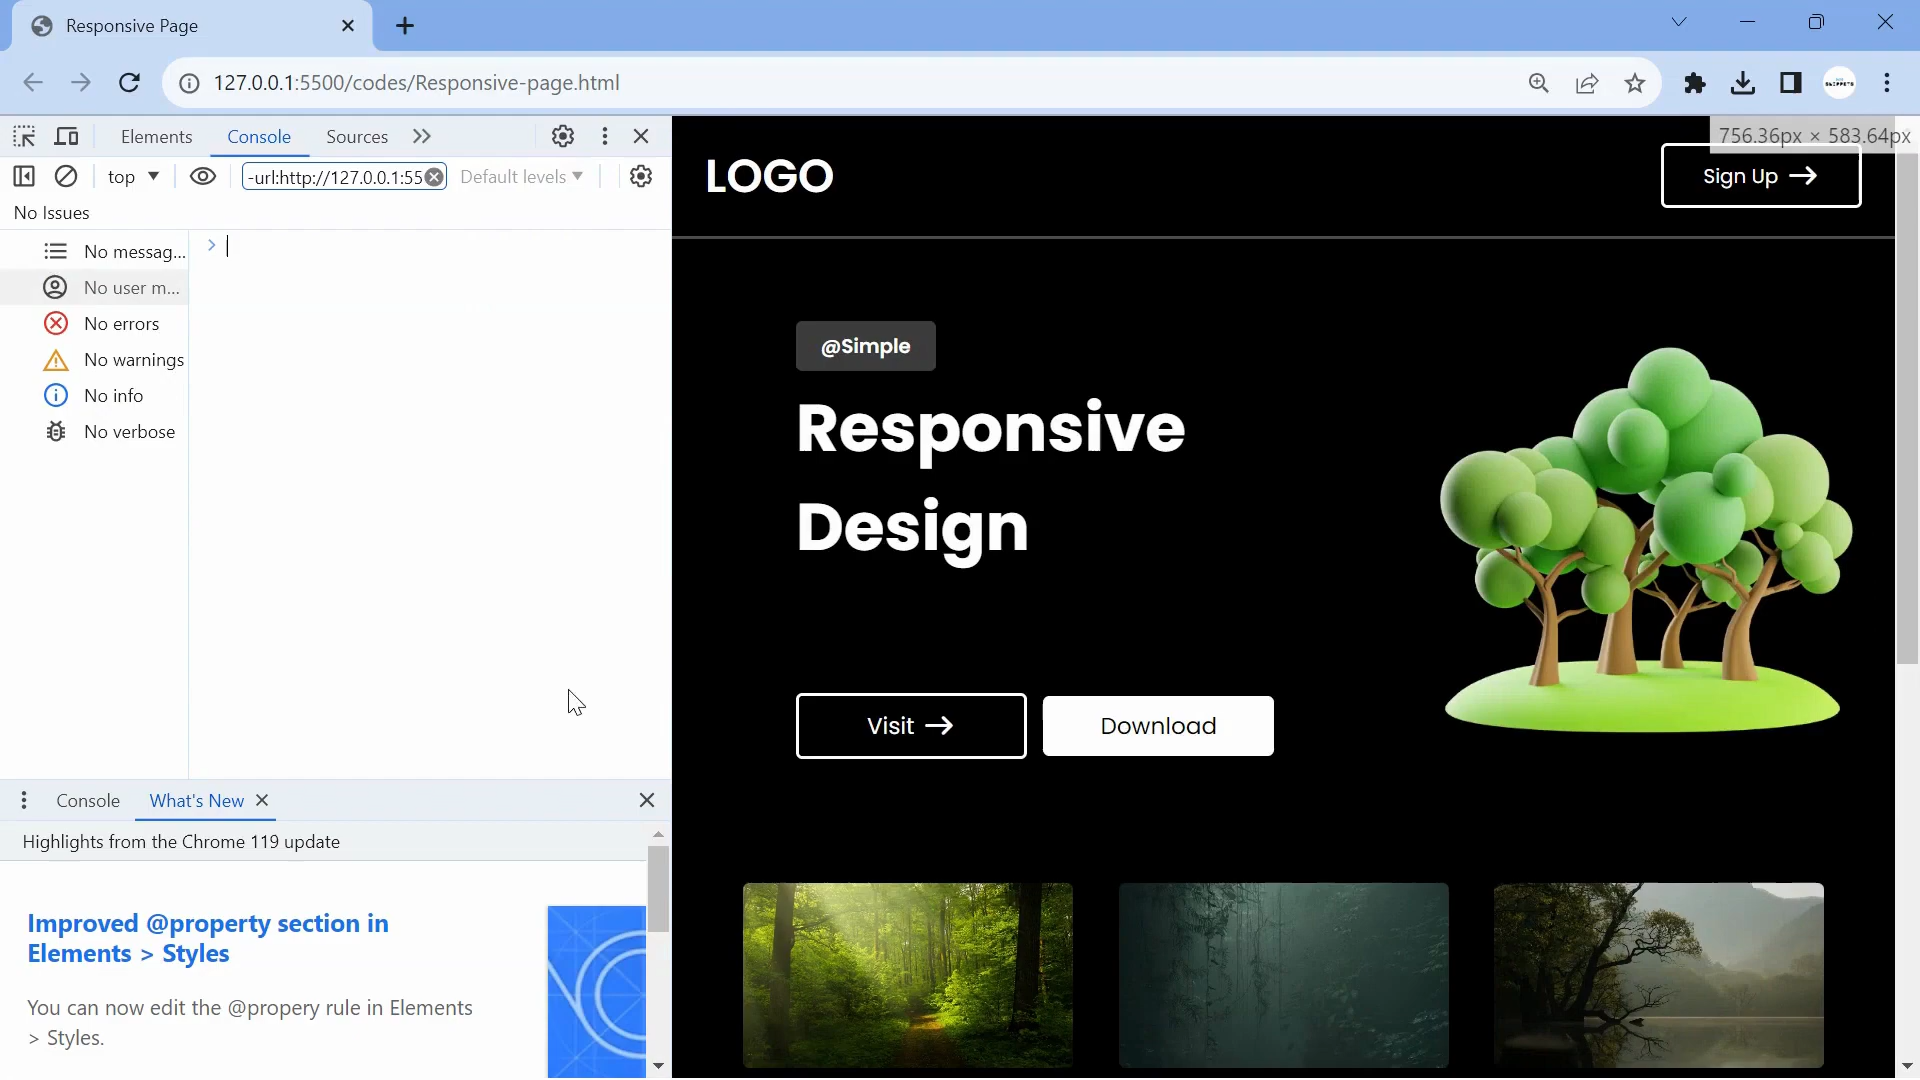 Responsive Page
127.0.0.1:5500/codes/Responsive-page.html
Elements Console Sources
top -url:http://127.0.0.1:55 Default levels
No Issues
No messag...
No user m...
No errors
No warnings
No info
No verbose
Console What's New
Highlights from the Chrome 119 update
Improved @property section in
Elements > Styles
You can now edit the @propery rule in Elements
> Styles.
756.36px × 583.64px
LOGO
Sign Up
@Simple
Responsive
Design
Visit
Download